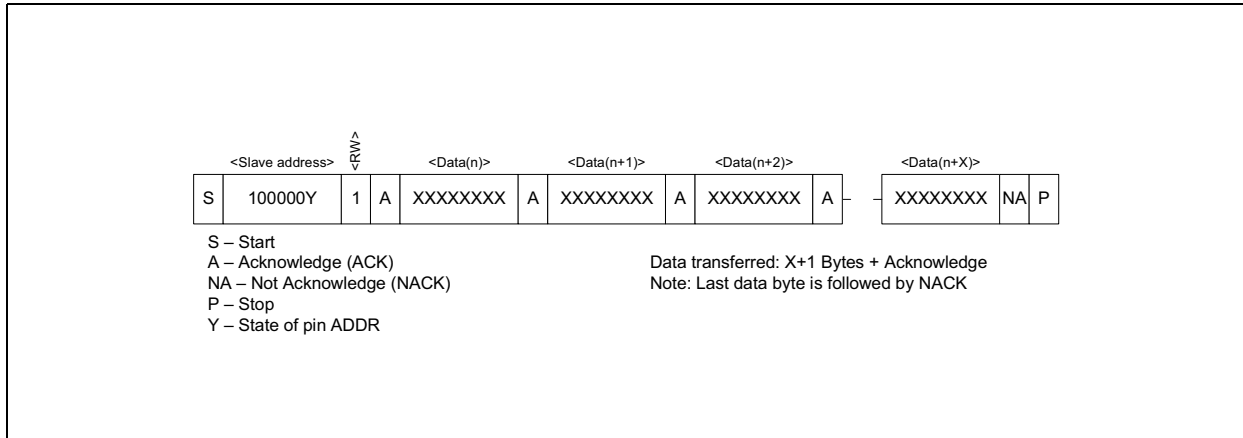 <RW>
<Slave address> <Data(n)> <Data(n+1)> <Data(n+2)> <Data(n+X)>
S 100000Y 1 A XXXXXXXX A XXXXXXXX A XXXXXXXX A XXXXXXXX NA P
S – Start
A – Acknowledge (ACK)
NA – Not Acknowledge (NACK)
P – Stop
Y – State of pin ADDR
Data transferred: X+1 Bytes + Acknowledge
Note: Last data byte is followed by NACK